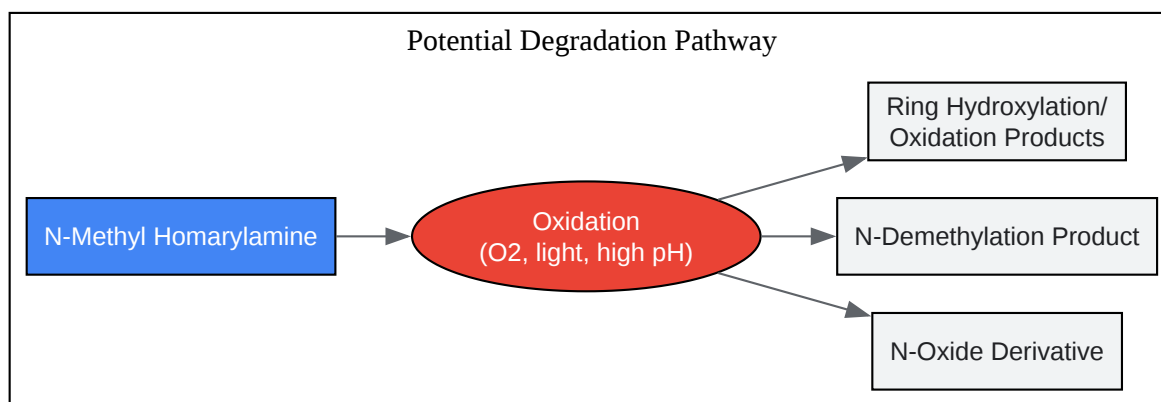 Potential Degradation Pathway
N-Methyl Homarylamine
Oxidation
(O2, light, high pH)
Ring Hydroxylation/
Oxidation Products
N-Demethylation Product
N-Oxide Derivative